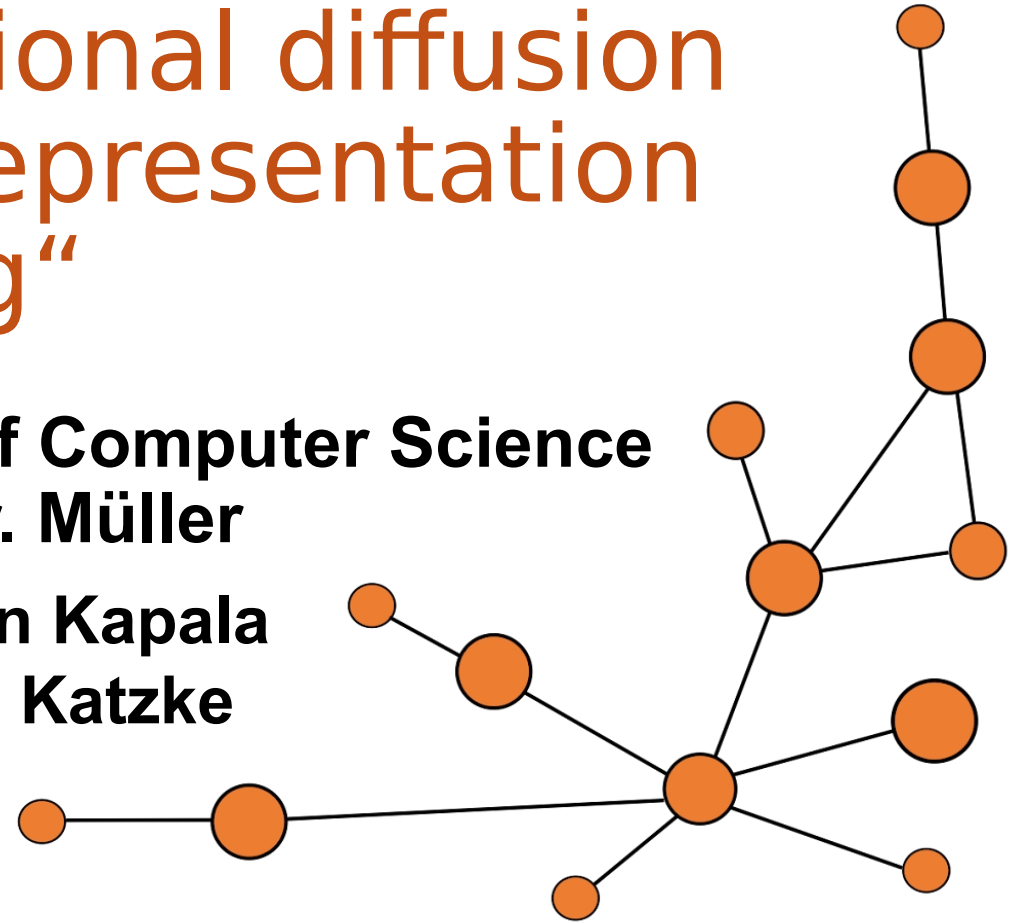 ional diffusion
epresentation
g“
f Computer Science
. Müller
n Kapala
Katzke